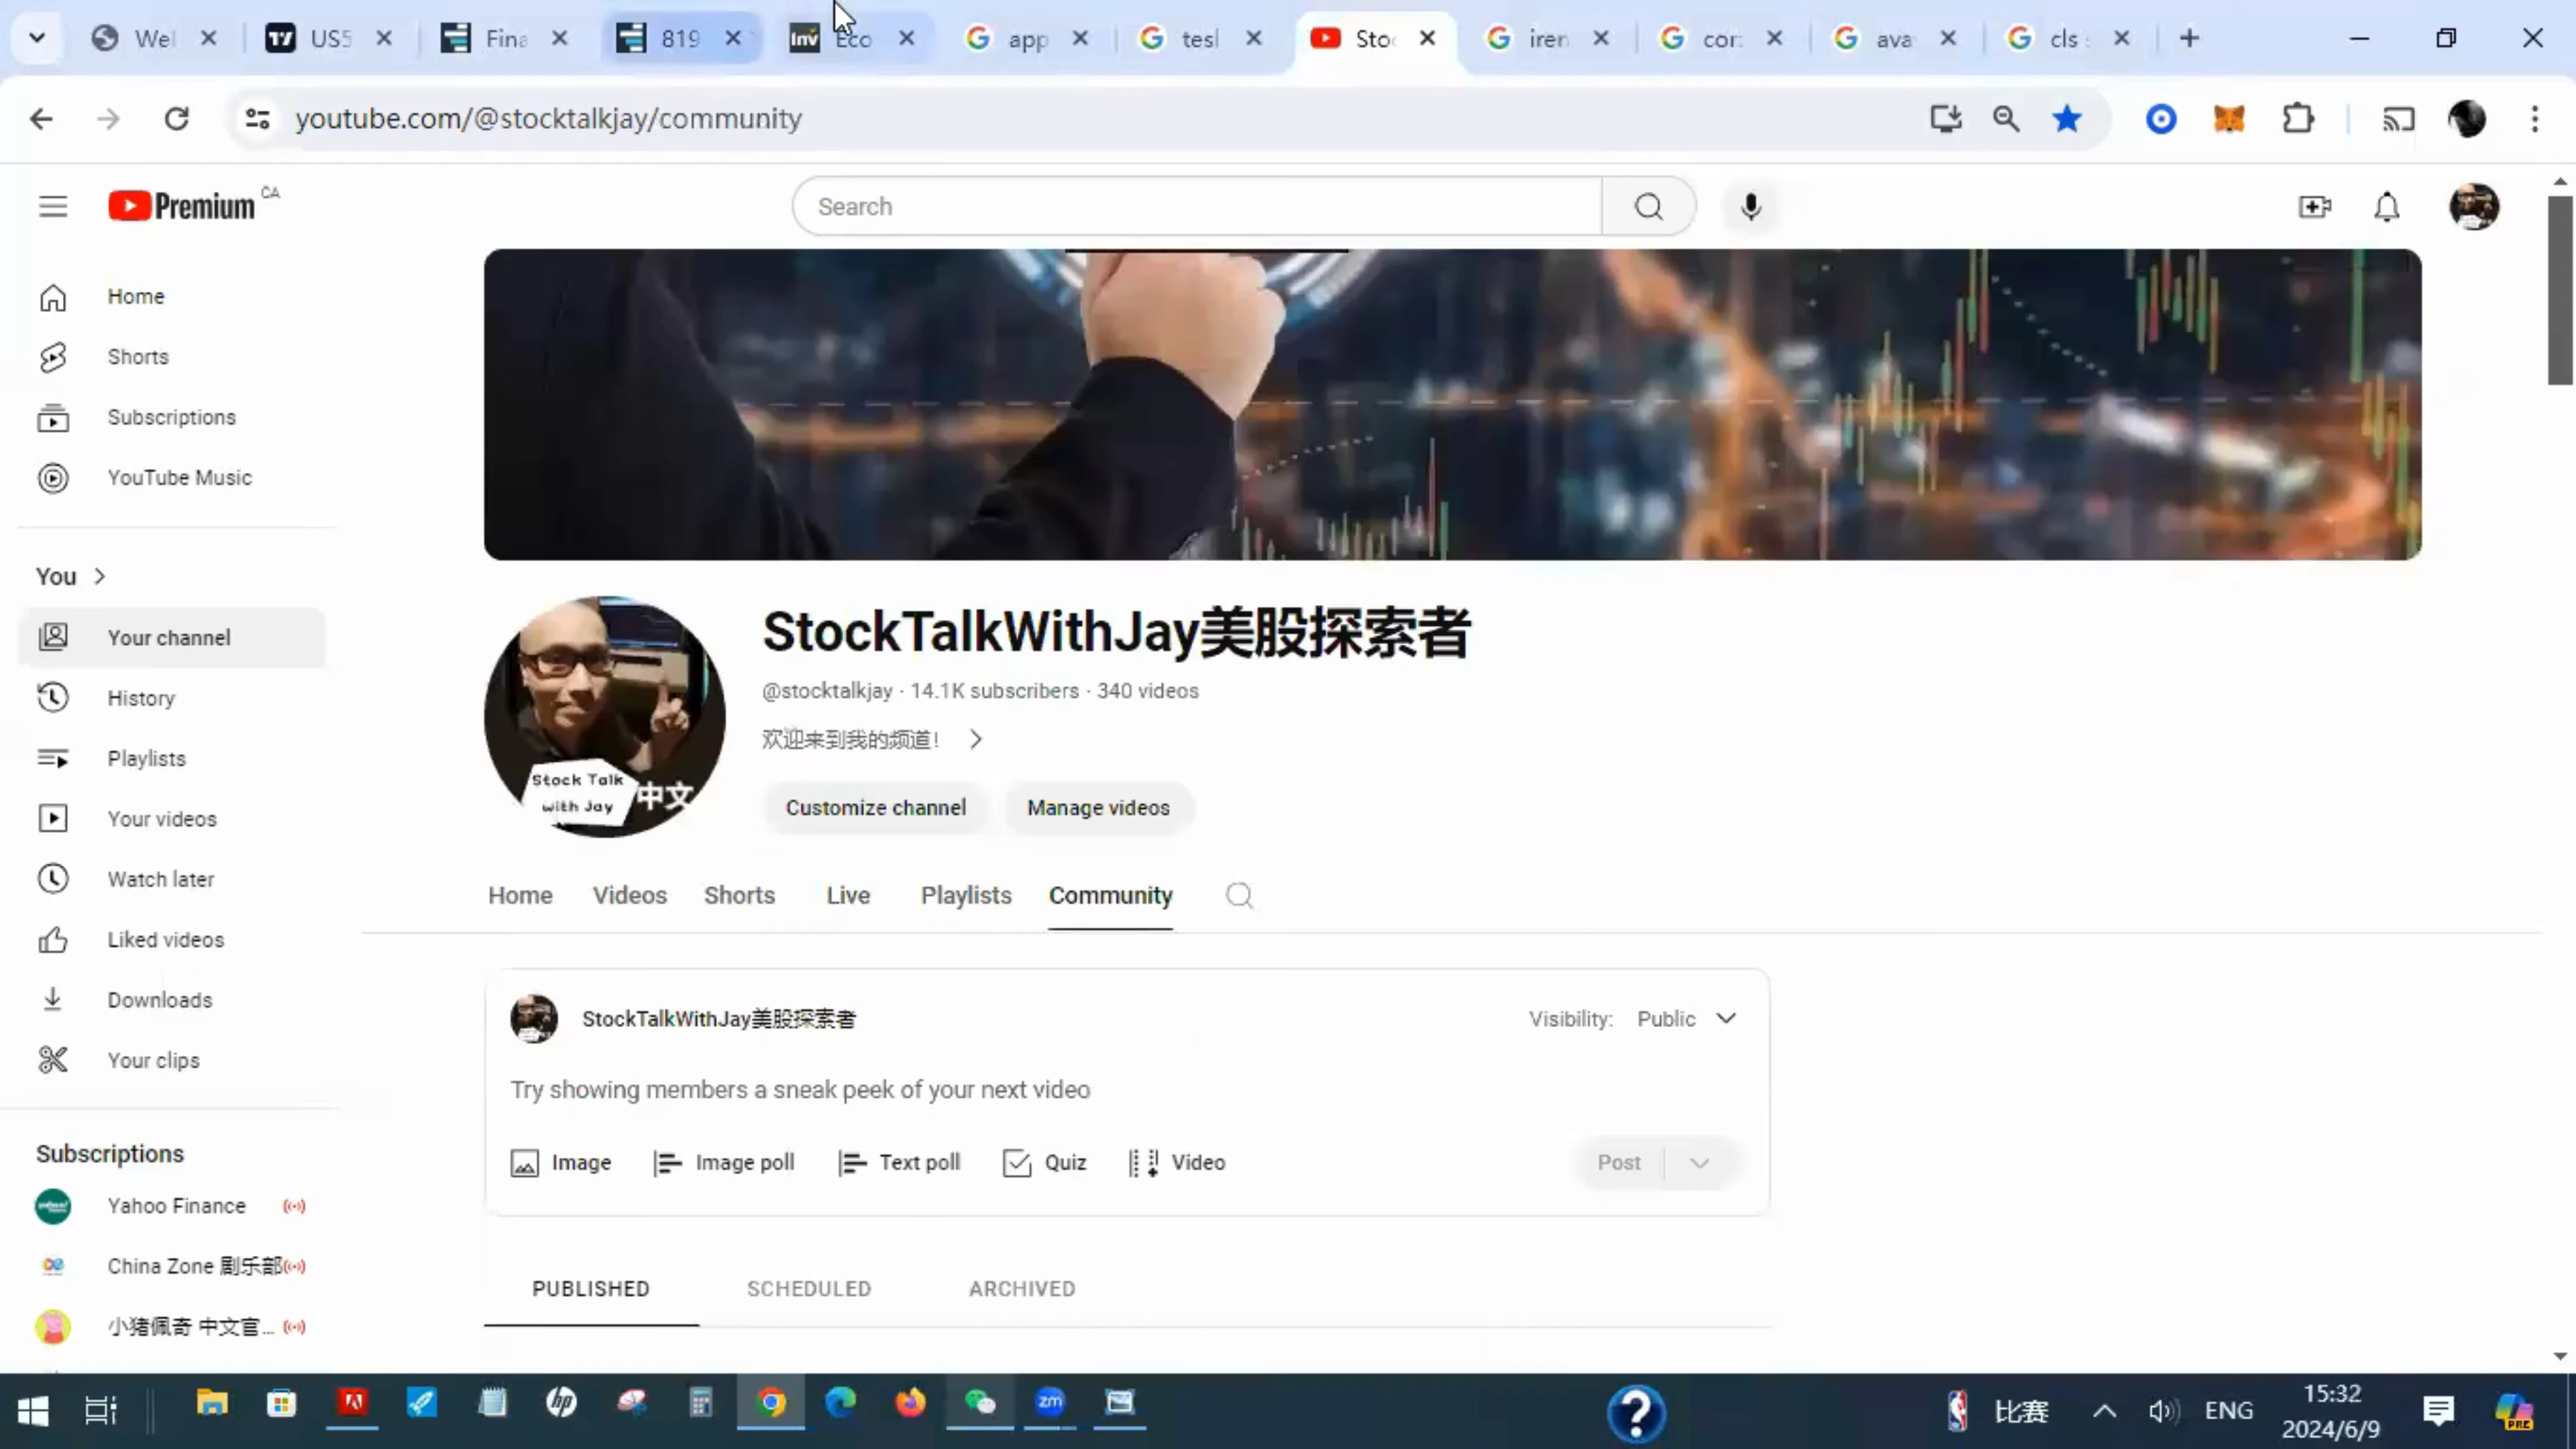 Wel
US5
Fina
819
Eco
app
tesl
Stoc
iren
cor:
ava
cls :
youtube.com/@stocktalkjay/community
Premium CA
Search
Home
Shorts
Subscriptions
YouTube Music
You
Your channel
History
Playlists
Your videos
Watch later
Liked videos
Downloads
Your clips
Subscriptions
Yahoo Finance
China Zone 剧乐部
小猪佩奇 中文官...
Stock Talk
with Jay
中文
StockTalkWithJay美股探索者
@stocktalkjay · 14.1K subscribers · 340 videos
欢迎来到我的频道!
Customize channel
Manage videos
Home Videos Shorts Live Playlists Community
StockTalkWithJay美股探索者
Visibility: Public
Try showing members a sneak peek of your next video
Image Image poll Text poll Quiz Video
Post
PUBLISHED SCHEDULED ARCHIVED
hp
zm
比赛
ENG
15:32
2024/6/9
PRE